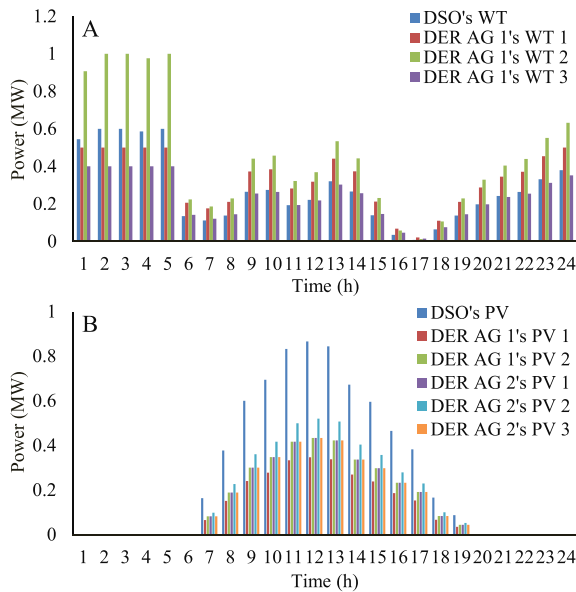 A
1.2
1
0.8
0.6
0.4
0.2
0
Power (MW)
DSO's WT
DER AG 1's WT 1
DER AG 1's WT 2
DER AG 1's WT 3
1 2 3 4 5 6 7 8 9 10 11 12 13 14 15 16 17 18 19 20 21 22 23 24
Time (h)
B
1
0.8
0.6
0.4
0.2
0
Power (MW)
DSO's PV
DER AG 1's PV 1
DER AG 1's PV 2
DER AG 2's PV 1
DER AG 2's PV 2
DER AG 2's PV 3
1 2 3 4 5 6 7 8 9 10 11 12 13 14 15 16 17 18 19 20 21 22 23 24
Time (h)